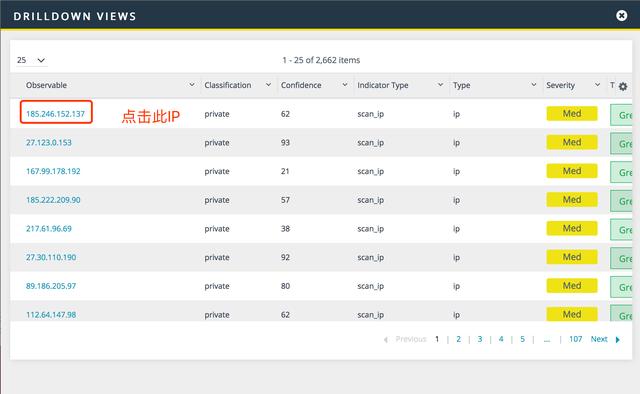 DRILLDOWN VIEWS
25 1 - 25 of 2,662 items
Observable Classification Confidence Indicator Type Type Severity T
185.246.152.137 点击此IP private 62 scan_ip ip Med Gre
27.123.0.153 private 93 scan_ip ip Med Gre
167.99.178.192 private 21 scan_ip ip Med Gre
185.222.209.90 private 57 scan_ip ip Med Gre
217.61.96.69 private 38 scan_ip ip Med Gre
27.30.110.190 private 92 scan_ip ip Med Gre
89.186.205.97 private 80 scan_ip ip Med Gre
112.64.147.98 private 62 scan_ip ip Med Gre
Previous 1 | 2 | 3 | 4 | 5 | ... | 107 Next